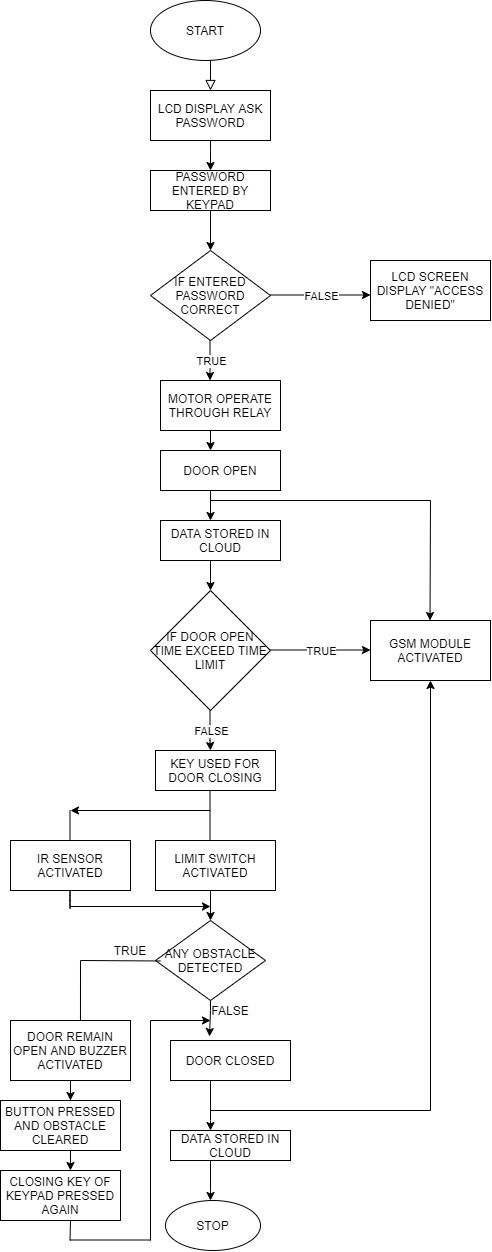 START
LCD DISPLAY ASK
PASSWORD
PASSWORD
ENTERED BY
KEYPAD
IF ENTERED
PASSWORD
CORRECT
FALSE
LCD SCREEN
DISPLAY "ACCESS
DENIED"
TRUE
MOTOR OPERATE
THROUGH RELAY
DOOR OPEN
DATA STORED IN
CLOUD
IF DOOR OPEN
TIME EXCEED TIME
LIMIT
TRUE
GSM MODULE
ACTIVATED
FALSE
KEY USED FOR
DOOR CLOSING
IR SENSOR
ACTIVATED
LIMIT SWITCH
ACTIVATED
ANY OBSTACLE
DETECTED
TRUE
FALSE
DOOR REMAIN
OPEN AND BUZZER
ACTIVATED
DOOR CLOSED
BUTTON PRESSED
AND OBSTACLE
CLEARED
DATA STORED IN
CLOUD
CLOSING KEY OF
KEYPAD PRESSED
AGAIN
STOP